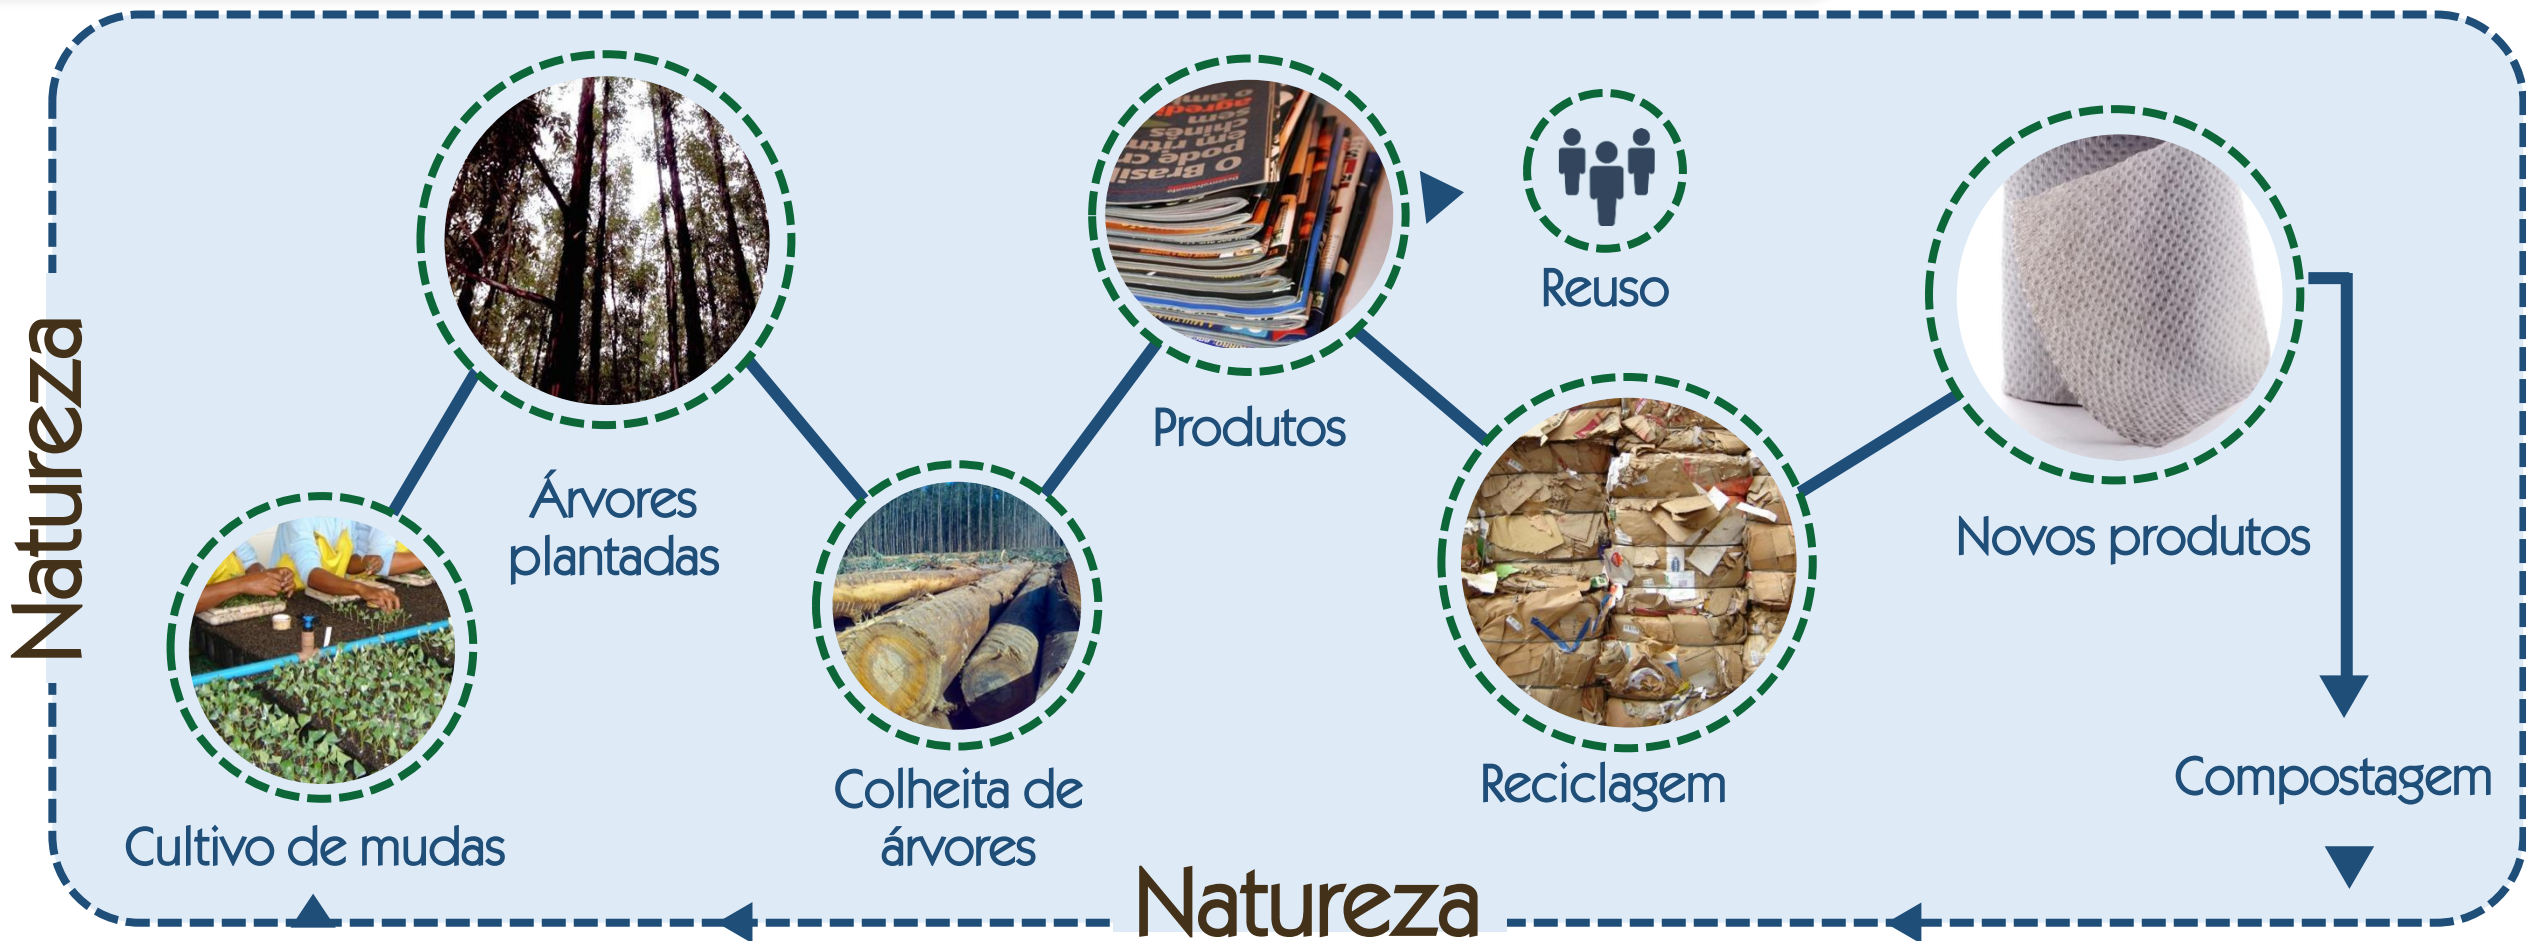 Natureza
Árvores
plantadas
Cultivo de mudas
Colheita de
árvores
Produtos
Reuso
Reciclagem
Novos produtos
Compostagem
Natureza